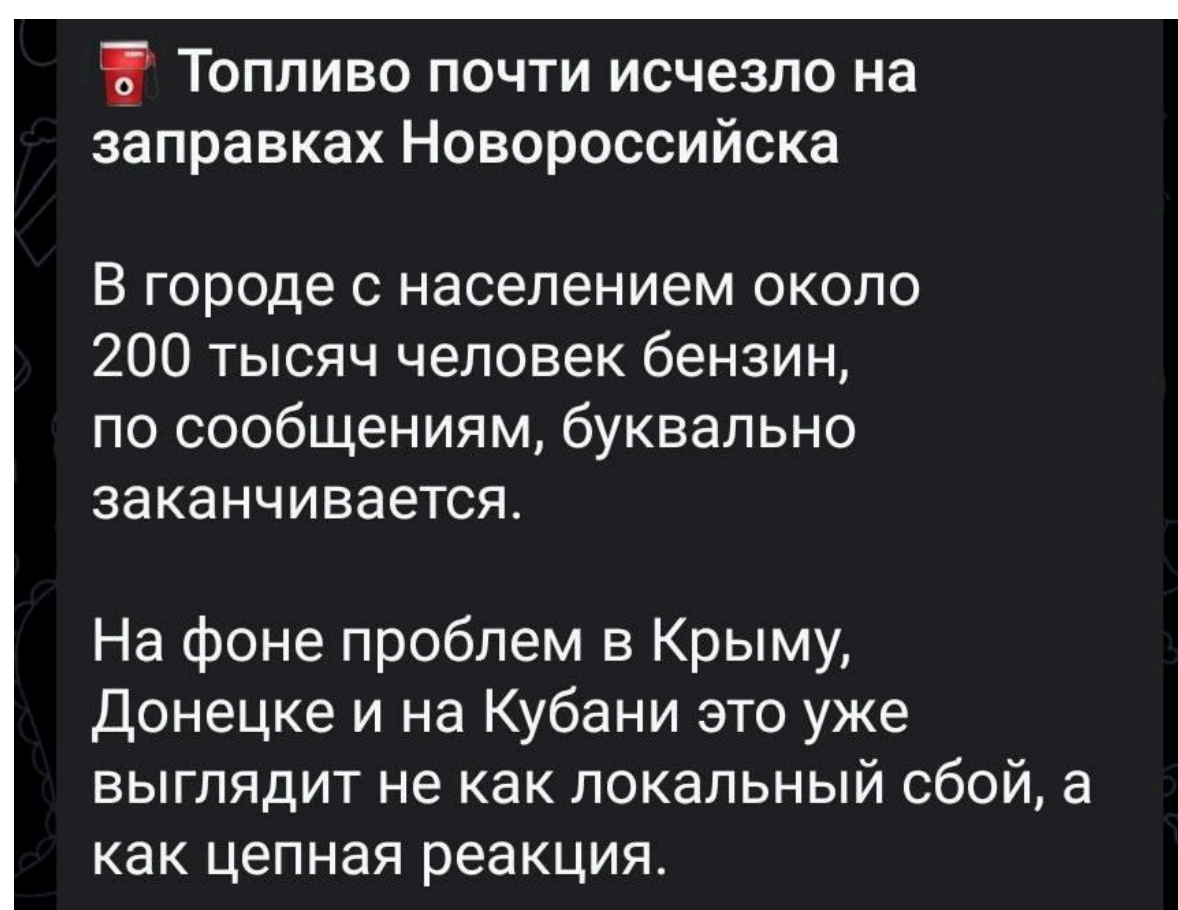 Топливо почти исчезло на
заправках Новороссийска
В городе с населением около
200 тысяч человек бензин,
по сообщениям, буквально
заканчивается.
На фоне проблем в Крыму,
Донецке и на Кубани это уже
выглядит не как локальный сбой, а
как цепная реакция.